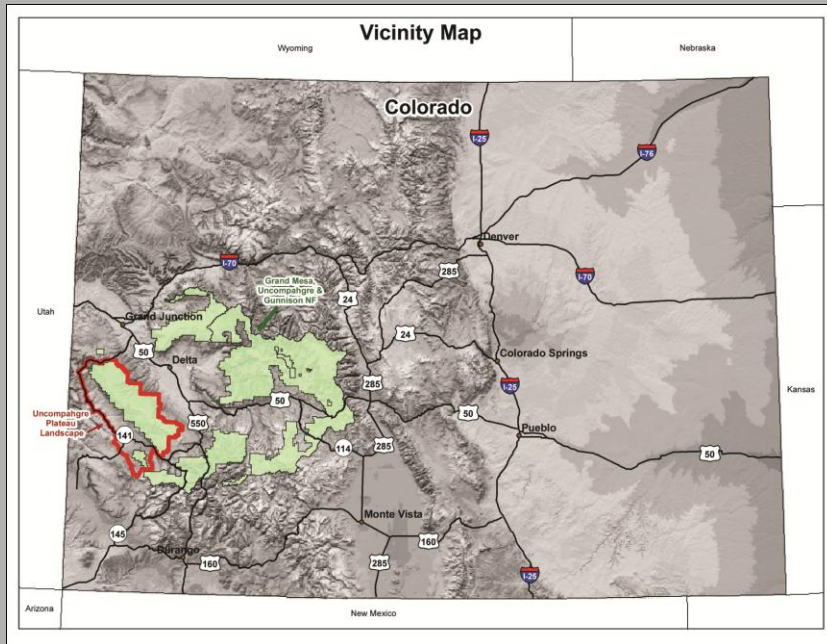 Vicinity Map
Wyoming
Nebraska
Colorado
I-25
I-76
Denver
I-70
285
I-70
Grand Mesa,
Uncompahgre &
Gunnison NF
24
Utah
Grand Junction
24
50
Delta
Colorado Springs
285
I-25
Kansas
Uncompahgre
Plateau
Landscape
550
50
50
141
Pueblo
114
285
50
Monte Vista
145
Durango
160
160
285
I-25
Arizona
New Mexico